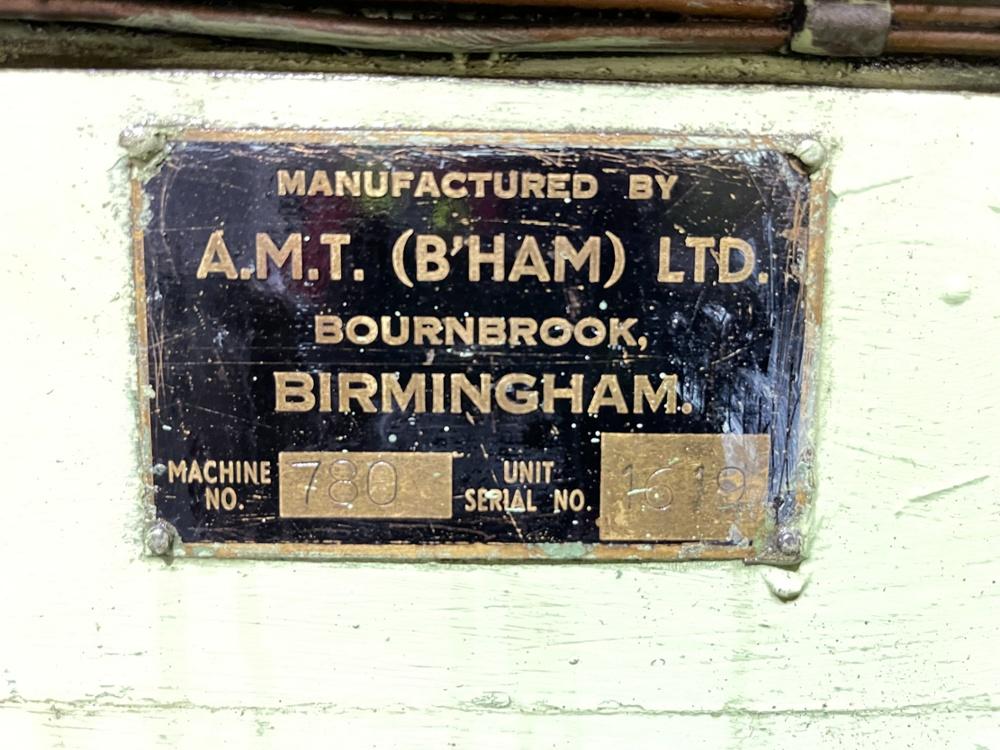 MANUFACTURED BY
A.M.T. (B'HAM) LTD.
BOURNBROOK,
BIRMINGHAM.
MACHINE NO. 780 UNIT SERIAL NO. 1619